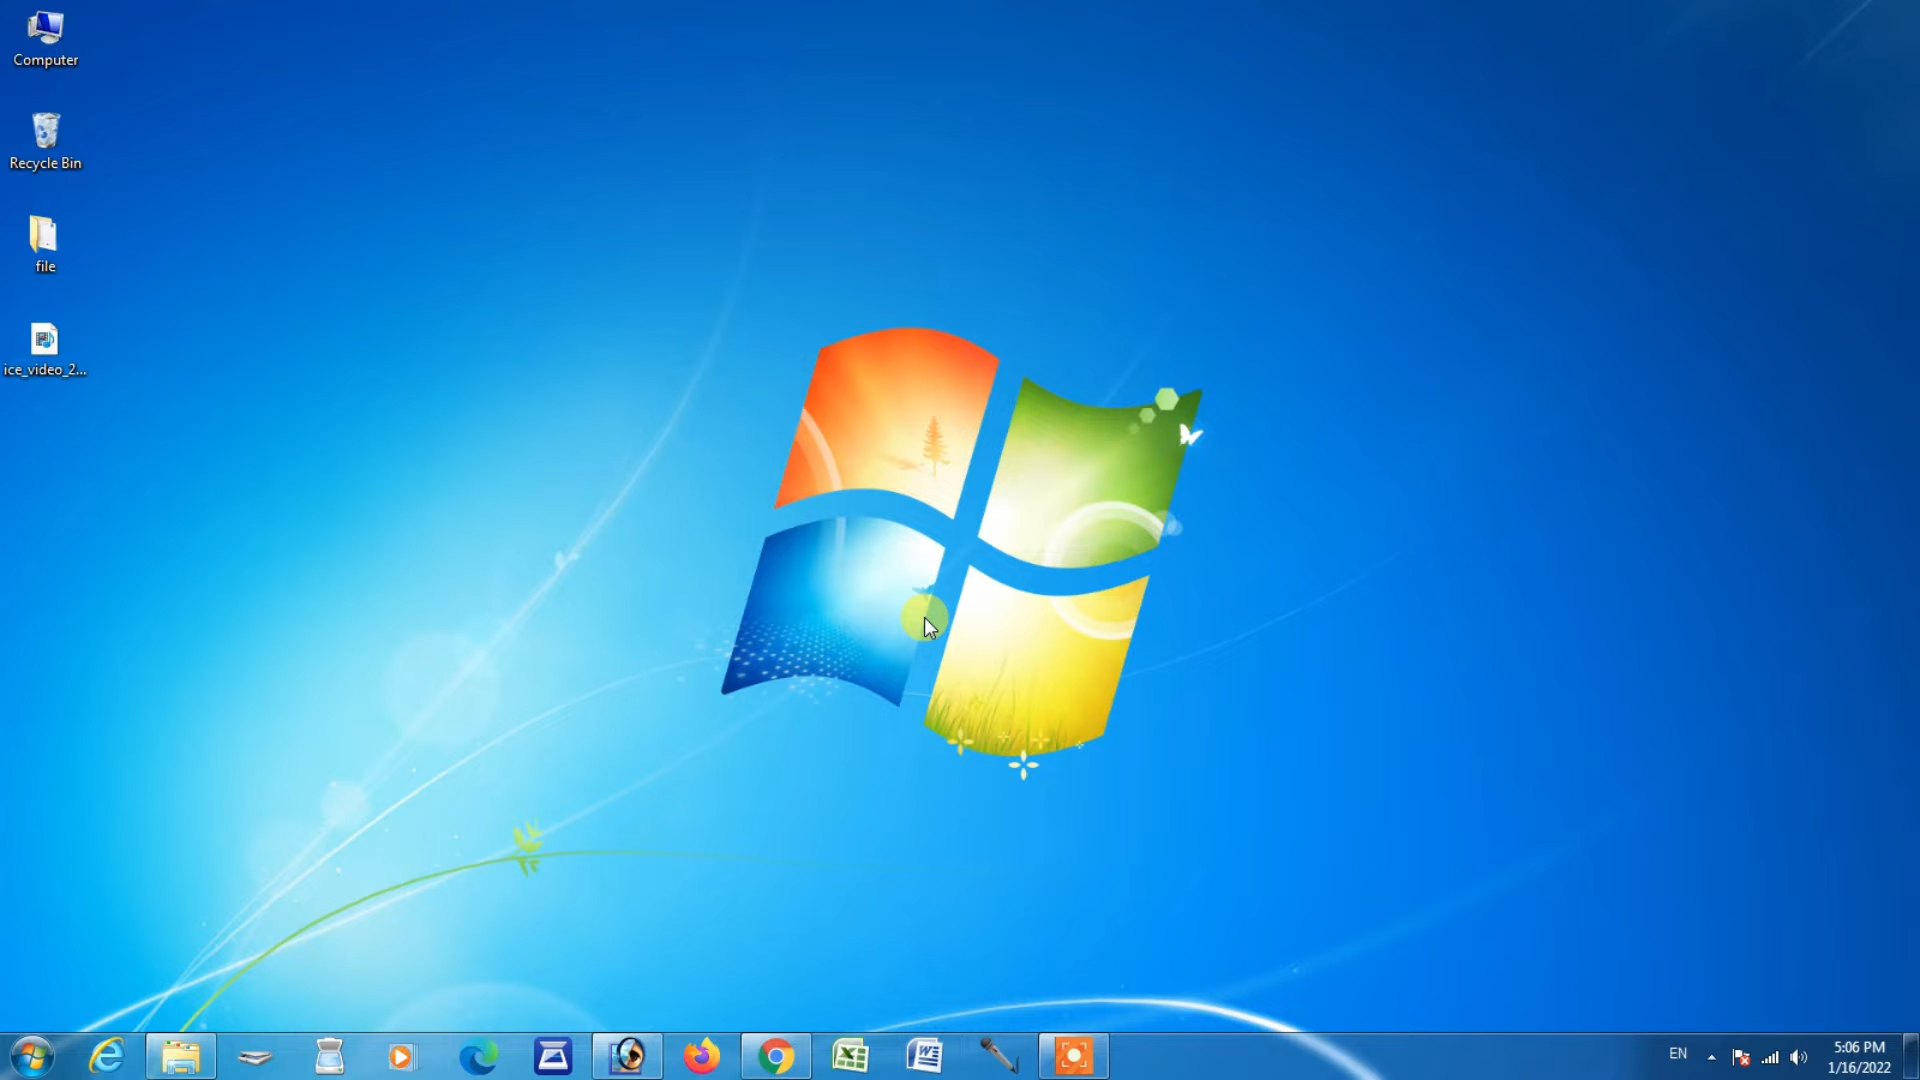 Computer
Recycle Bin
file
ice_video_2...
EN
5:06 PM
1/16/2022